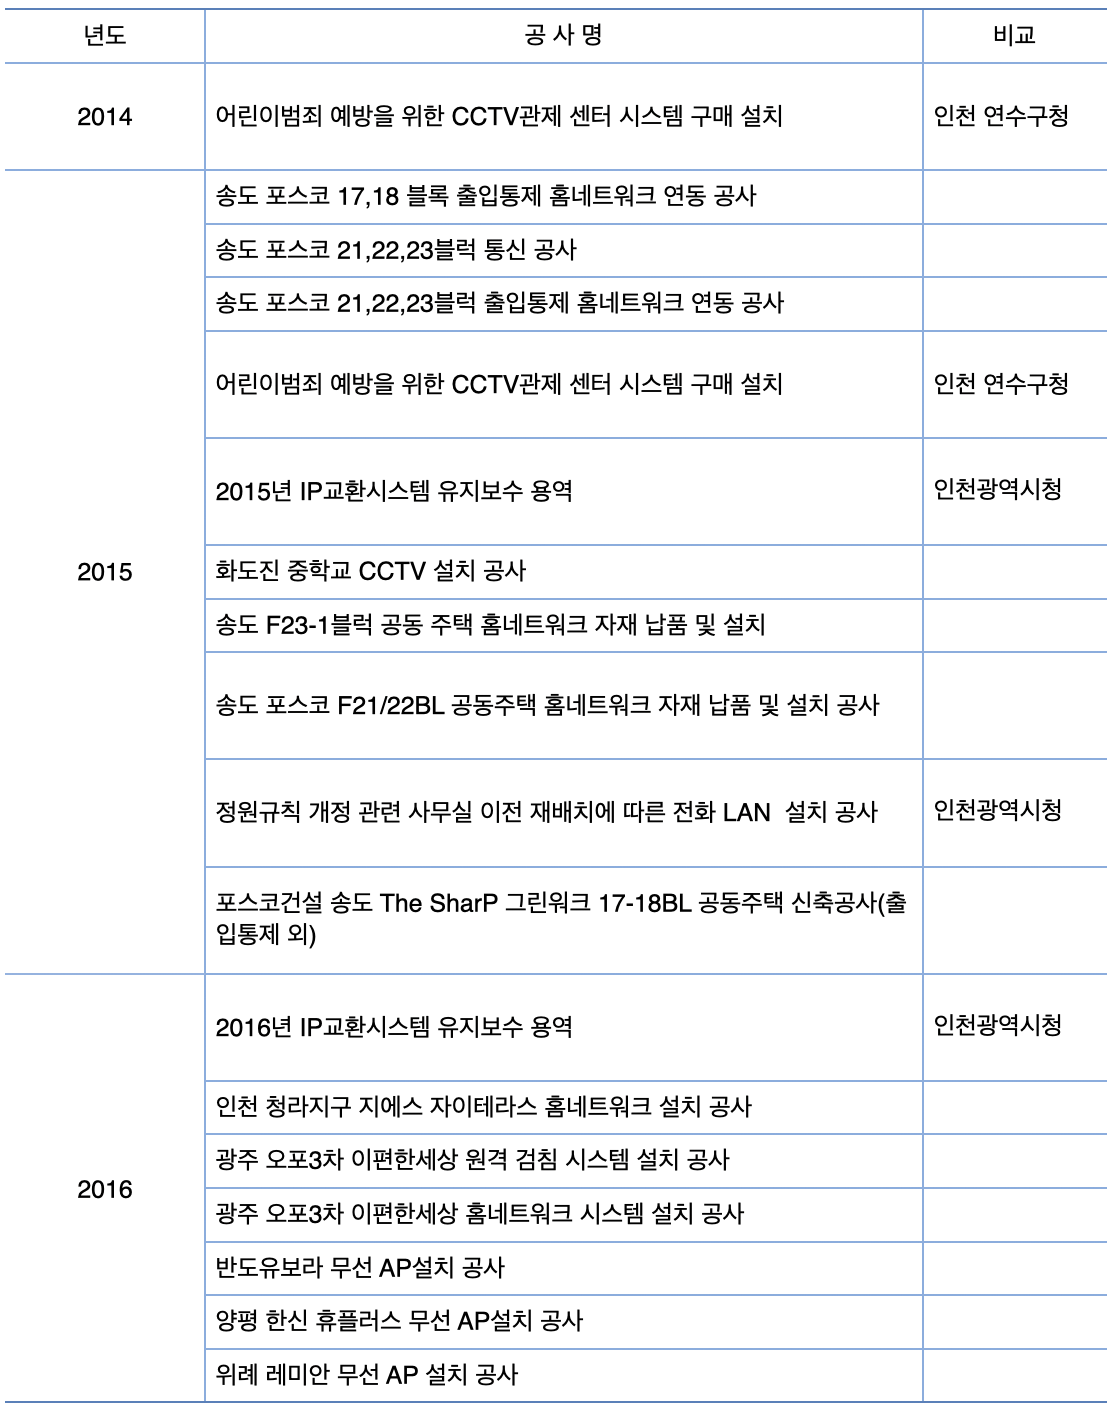 년도 공 사 명 비교
2014 어린이범죄 예방을 위한 CCTV관제 센터 시스템 구매 설치 인천 연수구청
송도 포스코 17,18 블록 출입통제 홈네트워크 연동 공사
송도 포스코 21,22,23블럭 통신 공사
송도 포스코 21,22,23블럭 출입통제 홈네트워크 연동 공사
어린이범죄 예방을 위한 CCTV관제 센터 시스템 구매 설치 인천 연수구청
2015년 IP교환시스템 유지보수 용역 인천광역시청
2015 화도진 중학교 CCTV 설치 공사
송도 F23-1블럭 공동 주택 홈네트워크 자재 납품 및 설치
송도 포스코 F21/22BL 공동주택 홈네트워크 자재 납품 및 설치 공사
정원규칙 개정 관련 사무실 이전 재배치에 따른 전화 LAN  설치 공사 인천광역시청
포스코건설 송도 The SharP 그린워크 17-18BL 공동주택 신축공사(출
입통제 외)
2016년 IP교환시스템 유지보수 용역 인천광역시청
인천 청라지구 지에스 자이테라스 홈네트워크 설치 공사
광주 오포3차 이편한세상 원격 검침 시스템 설치 공사
2016
광주 오포3차 이편한세상 홈네트워크 시스템 설치 공사
반도유보라 무선 AP설치 공사
양평 한신 휴플러스 무선 AP설치 공사
위례 레미안 무선 AP 설치 공사